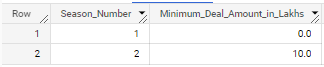 Row Season_Number Minimum_Deal_Amount_in_Lakhs
1 1 0.0
2 2 10.0